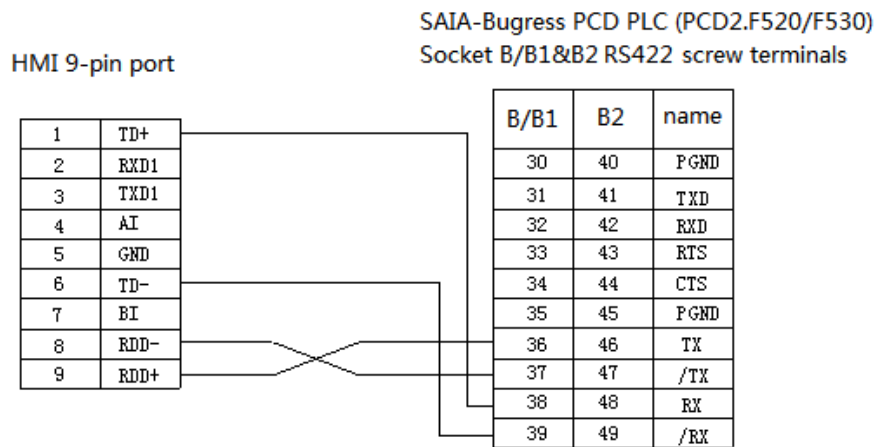 SAIA-Bugress PCD PLC (PCD2.F520/F530)
HMI 9-pin port
Socket B/B1&B2 RS422 screw terminals
1 TD+
2 RXD1
3 TXD1
4 AI
5 GND
6 TD-
7 BI
8 RDD-
9 RDD+
B/B1 B2 name
30 40 PGND
31 41 TXD
32 42 RXD
33 43 RTS
34 44 CTS
35 45 PGND
36 46 TX
37 47 /TX
38 48 RX
39 49 /RX